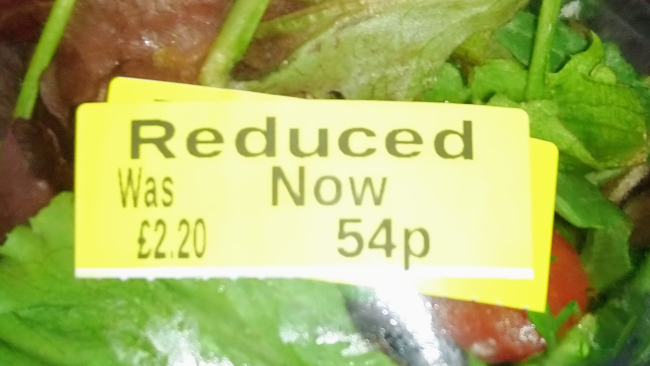 Reduced
Was Now
£2.20 54p